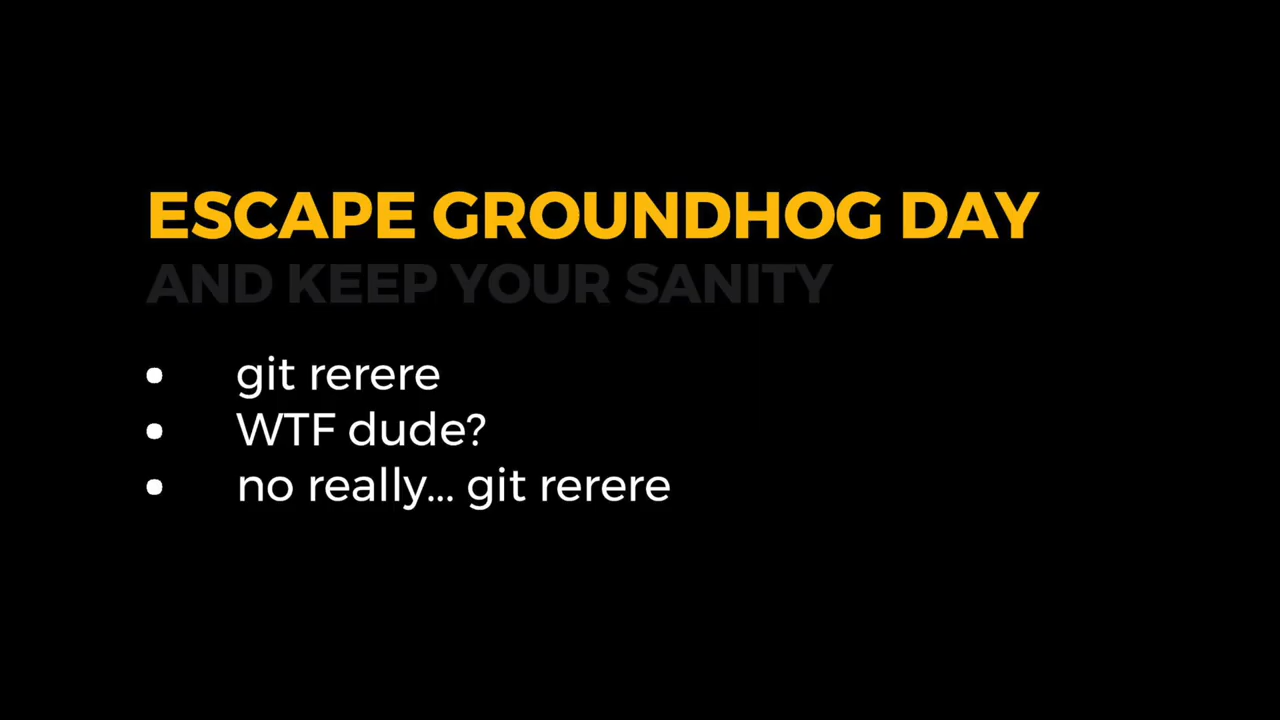 ESCAPE GROUNDHOG DAY
AND KEEP YOUR SANITY
• git rerere
• WTF dude?
• no really... git rerere